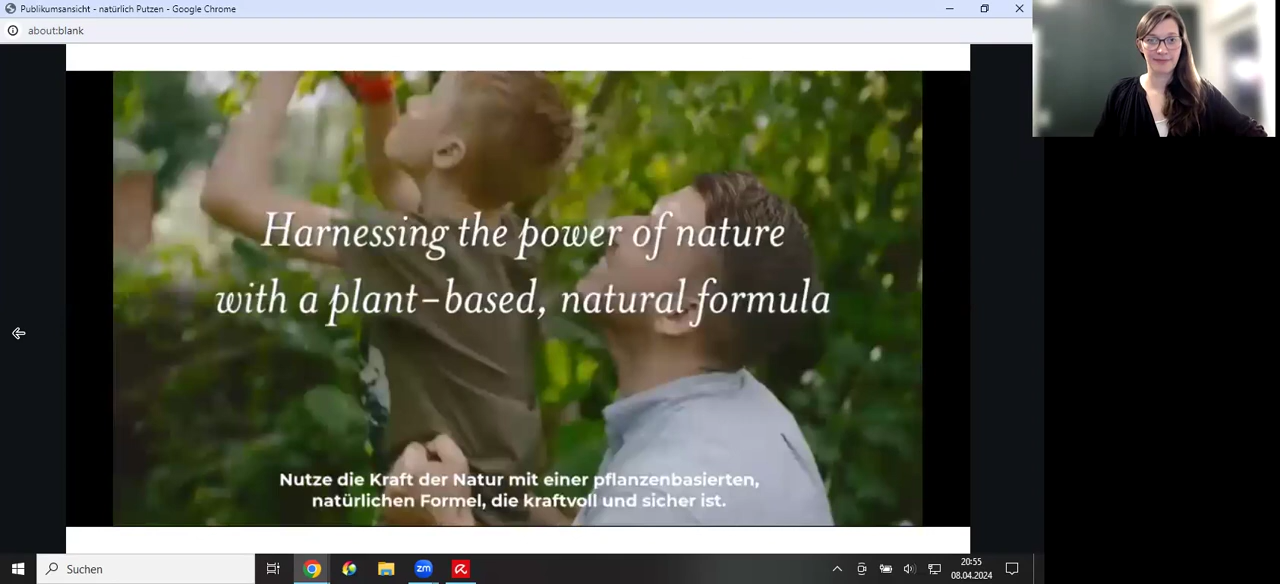 Publikumsansicht - natürlich Putzen - Google Chrome
about:blank
Harnessing the power of nature
with a plant-based, natural formula
Nutze die Kraft der Natur mit einer pflanzenbasierten,
natürlichen Formel, die kraftvoll und sicher ist.
Suchen
zm
20:55
08.04.2024